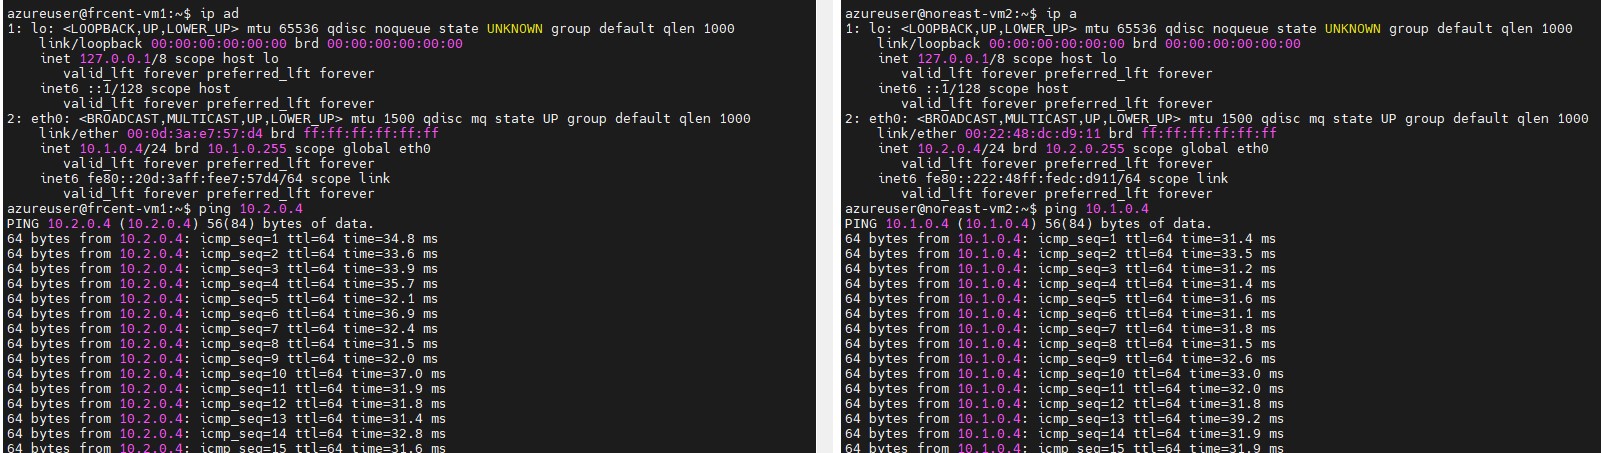 azureuser@frcent-vm1:~$ ip ad
1: lo: <LOOPBACK,UP,LOWER_UP> mtu 65536 qdisc noqueue state UNKNOWN group default qlen 1000
    link/loopback 00:00:00:00:00:00 brd 00:00:00:00:00:00
    inet 127.0.0.1/8 scope host lo
       valid_lft forever preferred_lft forever
    inet6 ::1/128 scope host
       valid_lft forever preferred_lft forever
2: eth0: <BROADCAST,MULTICAST,UP,LOWER_UP> mtu 1500 qdisc mq state UP group default qlen 1000
    link/ether 00:0d:3a:e7:57:d4 brd ff:ff:ff:ff:ff:ff
    inet 10.1.0.4/24 brd 10.1.0.255 scope global eth0
       valid_lft forever preferred_lft forever
    inet6 fe80::20d:3aff:fee7:57d4/64 scope link
       valid_lft forever preferred_lft forever
azureuser@frcent-vm1:~$ ping 10.2.0.4
PING 10.2.0.4 (10.2.0.4) 56(84) bytes of data.
64 bytes from 10.2.0.4: icmp_seq=1 ttl=64 time=34.8 ms
64 bytes from 10.2.0.4: icmp_seq=2 ttl=64 time=33.6 ms
64 bytes from 10.2.0.4: icmp_seq=3 ttl=64 time=33.9 ms
64 bytes from 10.2.0.4: icmp_seq=4 ttl=64 time=35.7 ms
64 bytes from 10.2.0.4: icmp_seq=5 ttl=64 time=32.1 ms
64 bytes from 10.2.0.4: icmp_seq=6 ttl=64 time=36.9 ms
64 bytes from 10.2.0.4: icmp_seq=7 ttl=64 time=32.4 ms
64 bytes from 10.2.0.4: icmp_seq=8 ttl=64 time=31.5 ms
64 bytes from 10.2.0.4: icmp_seq=9 ttl=64 time=32.0 ms
64 bytes from 10.2.0.4: icmp_seq=10 ttl=64 time=37.0 ms
64 bytes from 10.2.0.4: icmp_seq=11 ttl=64 time=31.9 ms
64 bytes from 10.2.0.4: icmp_seq=12 ttl=64 time=31.8 ms
64 bytes from 10.2.0.4: icmp_seq=13 ttl=64 time=31.4 ms
64 bytes from 10.2.0.4: icmp_seq=14 ttl=64 time=32.8 ms
64 bytes from 10.2.0.4: icmp_seq=15 ttl=64 time=31.6 ms
azureuser@noreast-vm2:~$ ip a
1: lo: <LOOPBACK,UP,LOWER_UP> mtu 65536 qdisc noqueue state UNKNOWN group default qlen 1000
    link/loopback 00:00:00:00:00:00 brd 00:00:00:00:00:00
    inet 127.0.0.1/8 scope host lo
       valid_lft forever preferred_lft forever
    inet6 ::1/128 scope host
       valid_lft forever preferred_lft forever
2: eth0: <BROADCAST,MULTICAST,UP,LOWER_UP> mtu 1500 qdisc mq state UP group default qlen 1000
    link/ether 00:22:48:dc:d9:11 brd ff:ff:ff:ff:ff:ff
    inet 10.2.0.4/24 brd 10.2.0.255 scope global eth0
       valid_lft forever preferred_lft forever
    inet6 fe80::222:48ff:fedc:d911/64 scope link
       valid_lft forever preferred_lft forever
azureuser@noreast-vm2:~$ ping 10.1.0.4
PING 10.1.0.4 (10.1.0.4) 56(84) bytes of data.
64 bytes from 10.1.0.4: icmp_seq=1 ttl=64 time=31.4 ms
64 bytes from 10.1.0.4: icmp_seq=2 ttl=64 time=33.5 ms
64 bytes from 10.1.0.4: icmp_seq=3 ttl=64 time=31.2 ms
64 bytes from 10.1.0.4: icmp_seq=4 ttl=64 time=31.4 ms
64 bytes from 10.1.0.4: icmp_seq=5 ttl=64 time=31.6 ms
64 bytes from 10.1.0.4: icmp_seq=6 ttl=64 time=31.1 ms
64 bytes from 10.1.0.4: icmp_seq=7 ttl=64 time=31.8 ms
64 bytes from 10.1.0.4: icmp_seq=8 ttl=64 time=31.5 ms
64 bytes from 10.1.0.4: icmp_seq=9 ttl=64 time=32.6 ms
64 bytes from 10.1.0.4: icmp_seq=10 ttl=64 time=33.0 ms
64 bytes from 10.1.0.4: icmp_seq=11 ttl=64 time=32.0 ms
64 bytes from 10.1.0.4: icmp_seq=12 ttl=64 time=31.8 ms
64 bytes from 10.1.0.4: icmp_seq=13 ttl=64 time=39.2 ms
64 bytes from 10.1.0.4: icmp_seq=14 ttl=64 time=31.9 ms
64 bytes from 10.1.0.4: icmp_seq=15 ttl=64 time=31.9 ms